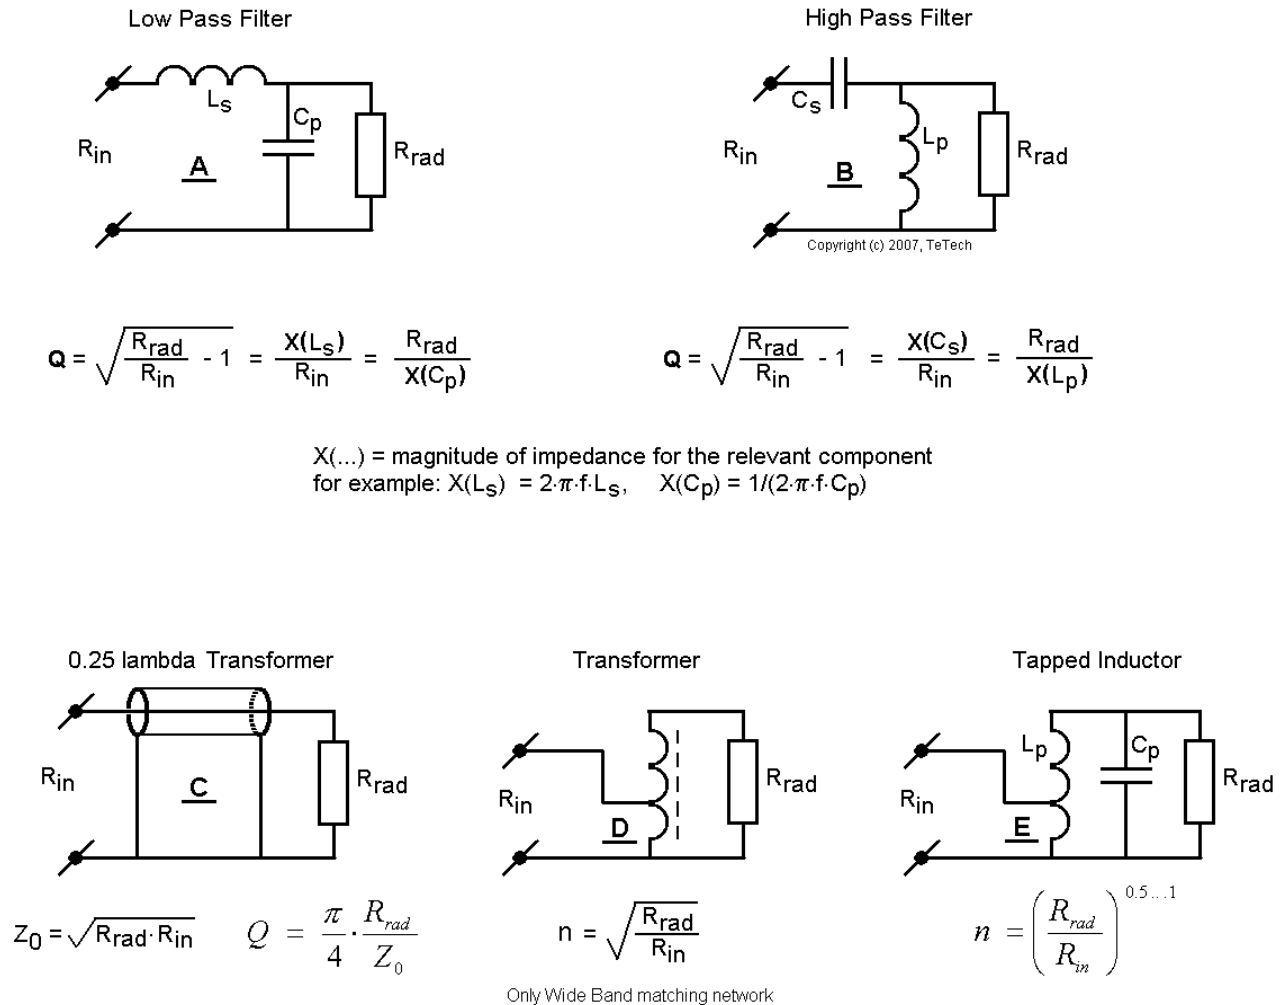 Low Pass Filter
High Pass Filter
Ls
Cp
Rin
A
Rrad
Cs
Lp
Rin
B
Rrad
Copyright (c) 2007, TeTech
Q = √(Rrad/Rin - 1) = X(Ls)/Rin = Rrad/X(Cp)
Q = √(Rrad/Rin - 1) = X(Cs)/Rin = Rrad/X(Lp)
X(...) = magnitude of impedance for the relevant component
for example: X(Ls) = 2·π·f·Ls, X(Cp) = 1/(2·π·f·Cp)
0.25 lambda Transformer
Transformer
Tapped Inductor
Rin
C
Rrad
Rin
D
Rrad
Lp
Cp
Rin
E
Rrad
Z0 = √(Rrad·Rin)
Q = π/4 · Rrad/Z0
n = √(Rrad/Rin)
n = (Rrad/Rin)^0.5...1
Only Wide Band matching network